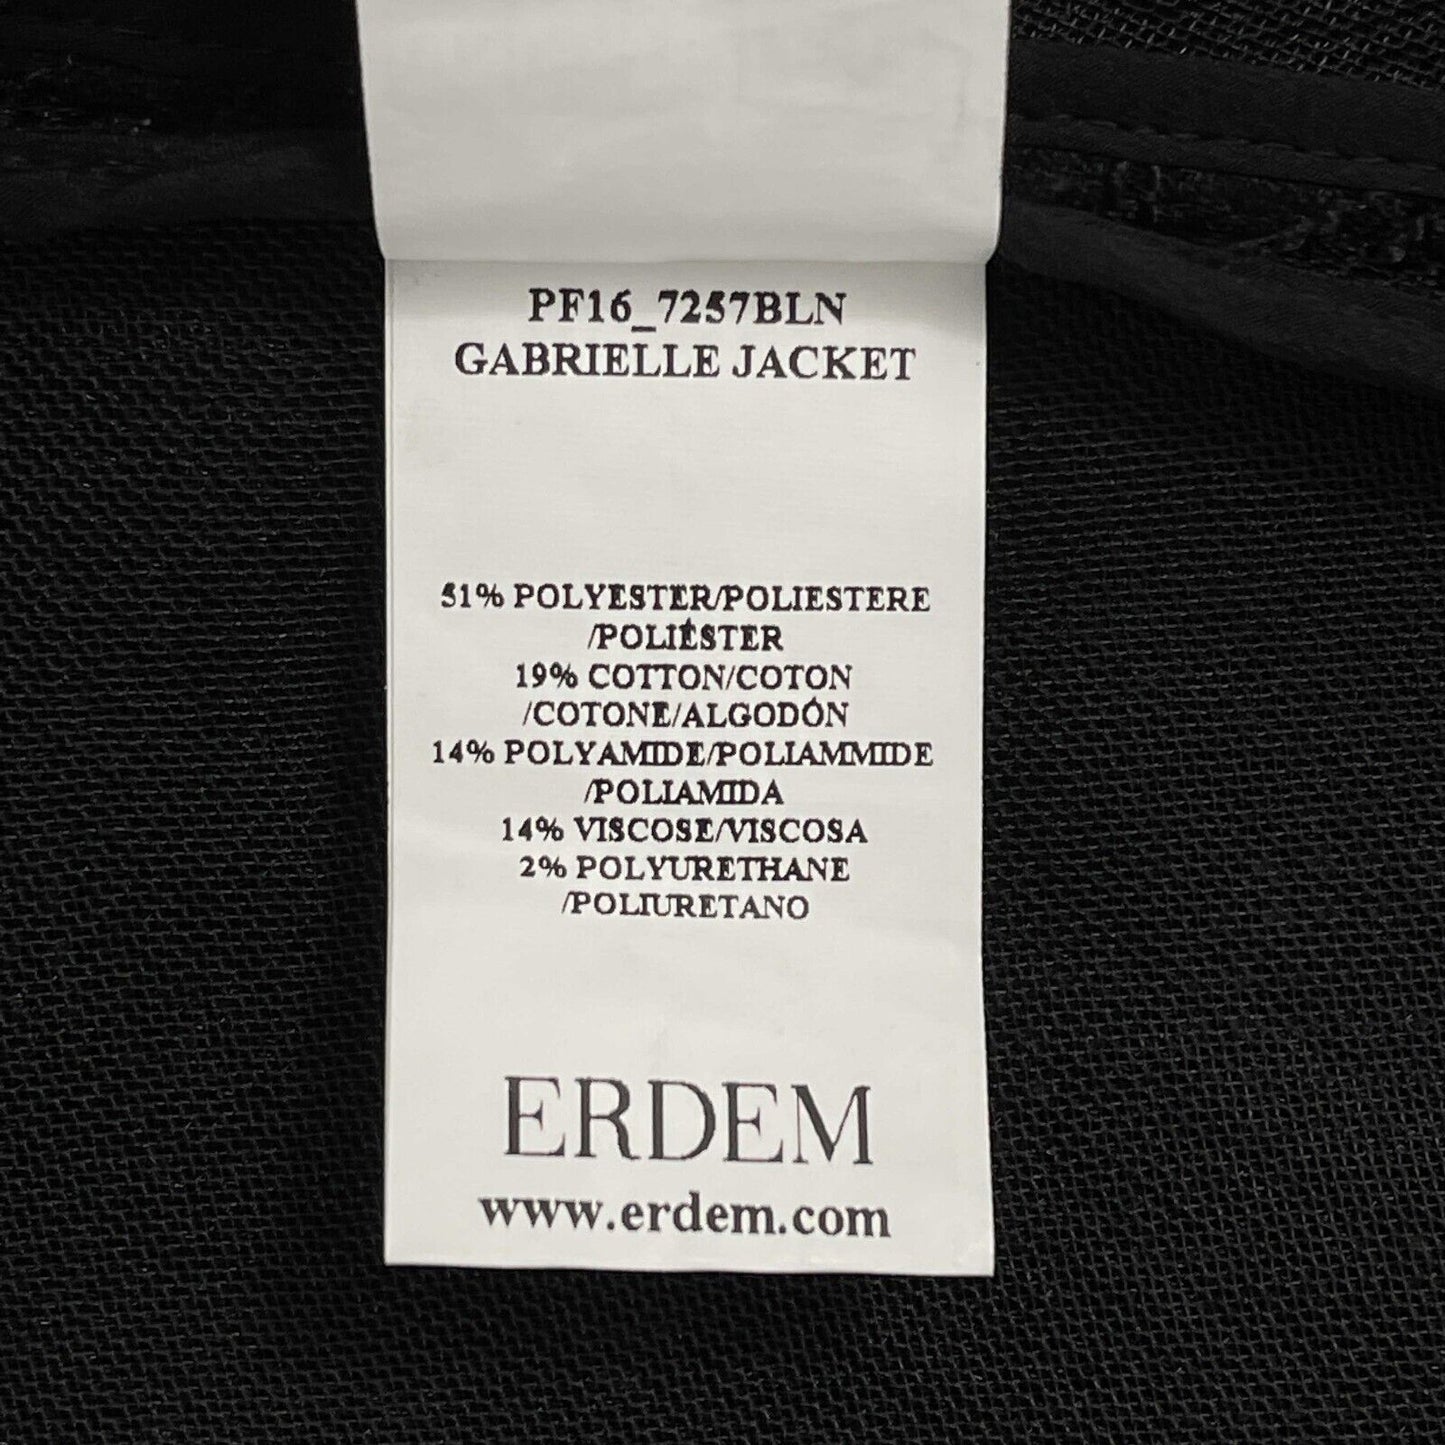 PF16_7257BLN
GABRIELLE JACKET
51% POLYESTER/POLIESTERE
/POLIÉSTER
19% COTTON/COTON
/COTONE/ALGODÓN
14% POLYAMIDE/POLIAMMIDE
/POLIAMIDA
14% VISCOSE/VISCOSA
2% POLYURETHANE
/POLIURETANO
ERDEM
www.erdem.com